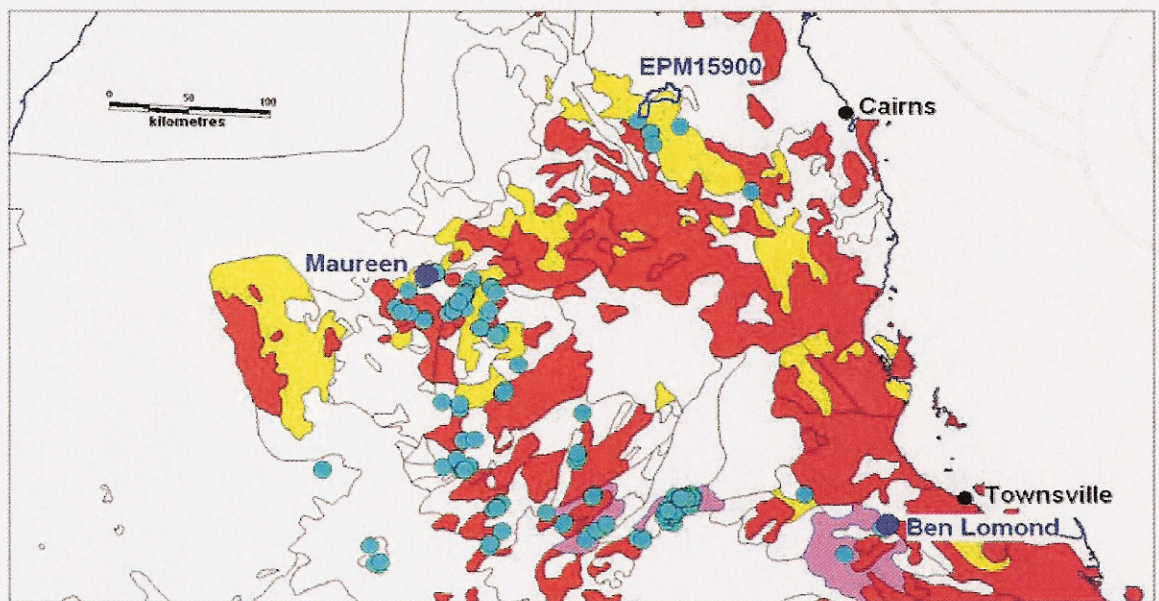 EPM15900
0 50 100
kilometres
Cairns
Maureen
Townsville
Ben Lomond